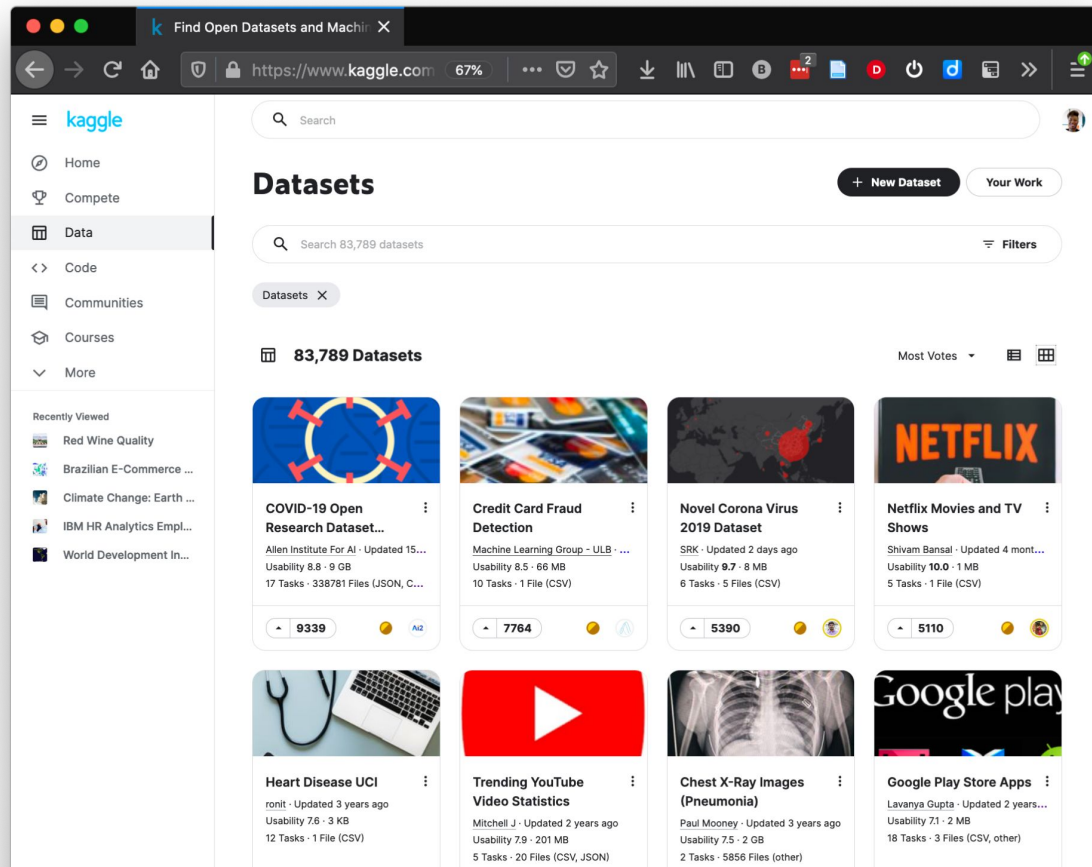 k Find Open Datasets and Machin
https://www.kaggle.com 67%
B 2 D d
kaggle
Search
Home
Compete
Data
Code
Communities
Courses
More
Recently Viewed
Red Wine Quality
Brazilian E-Commerce ...
Climate Change: Earth ...
IBM HR Analytics Empl...
World Development In...
Datasets
+ New Dataset
Your Work
Search 83,789 datasets
Filters
Datasets
83,789 Datasets
Most Votes
COVID-19 Open
Research Dataset...
Allen Institute For AI · Updated 15...
Usability 8.8 · 9 GB
17 Tasks · 338781 Files (JSON, C...
9339
Ai2
Credit Card Fraud
Detection
Machine Learning Group - ULB · ...
Usability 8.5 · 66 MB
10 Tasks · 1 File (CSV)
7764
Novel Corona Virus
2019 Dataset
SRK · Updated 2 days ago
Usability 9.7 · 8 MB
6 Tasks · 5 Files (CSV)
5390
NETFLIX
Netflix Movies and TV
Shows
Shivam Bansal · Updated 4 mont...
Usability 10.0 · 1 MB
5 Tasks · 1 File (CSV)
5110
Heart Disease UCI
ronit · Updated 3 years ago
Usability 7.6 · 3 KB
12 Tasks · 1 File (CSV)
Trending YouTube
Video Statistics
Mitchell J · Updated 2 years ago
Usability 7.9 · 201 MB
5 Tasks · 20 Files (CSV, JSON)
Chest X-Ray Images
(Pneumonia)
Paul Mooney · Updated 3 years ago
Usability 7.5 · 2 GB
2 Tasks · 5856 Files (other)
Google play
Google Play Store Apps
Lavanya Gupta · Updated 2 years...
Usability 7.1 · 2 MB
18 Tasks · 3 Files (CSV, other)